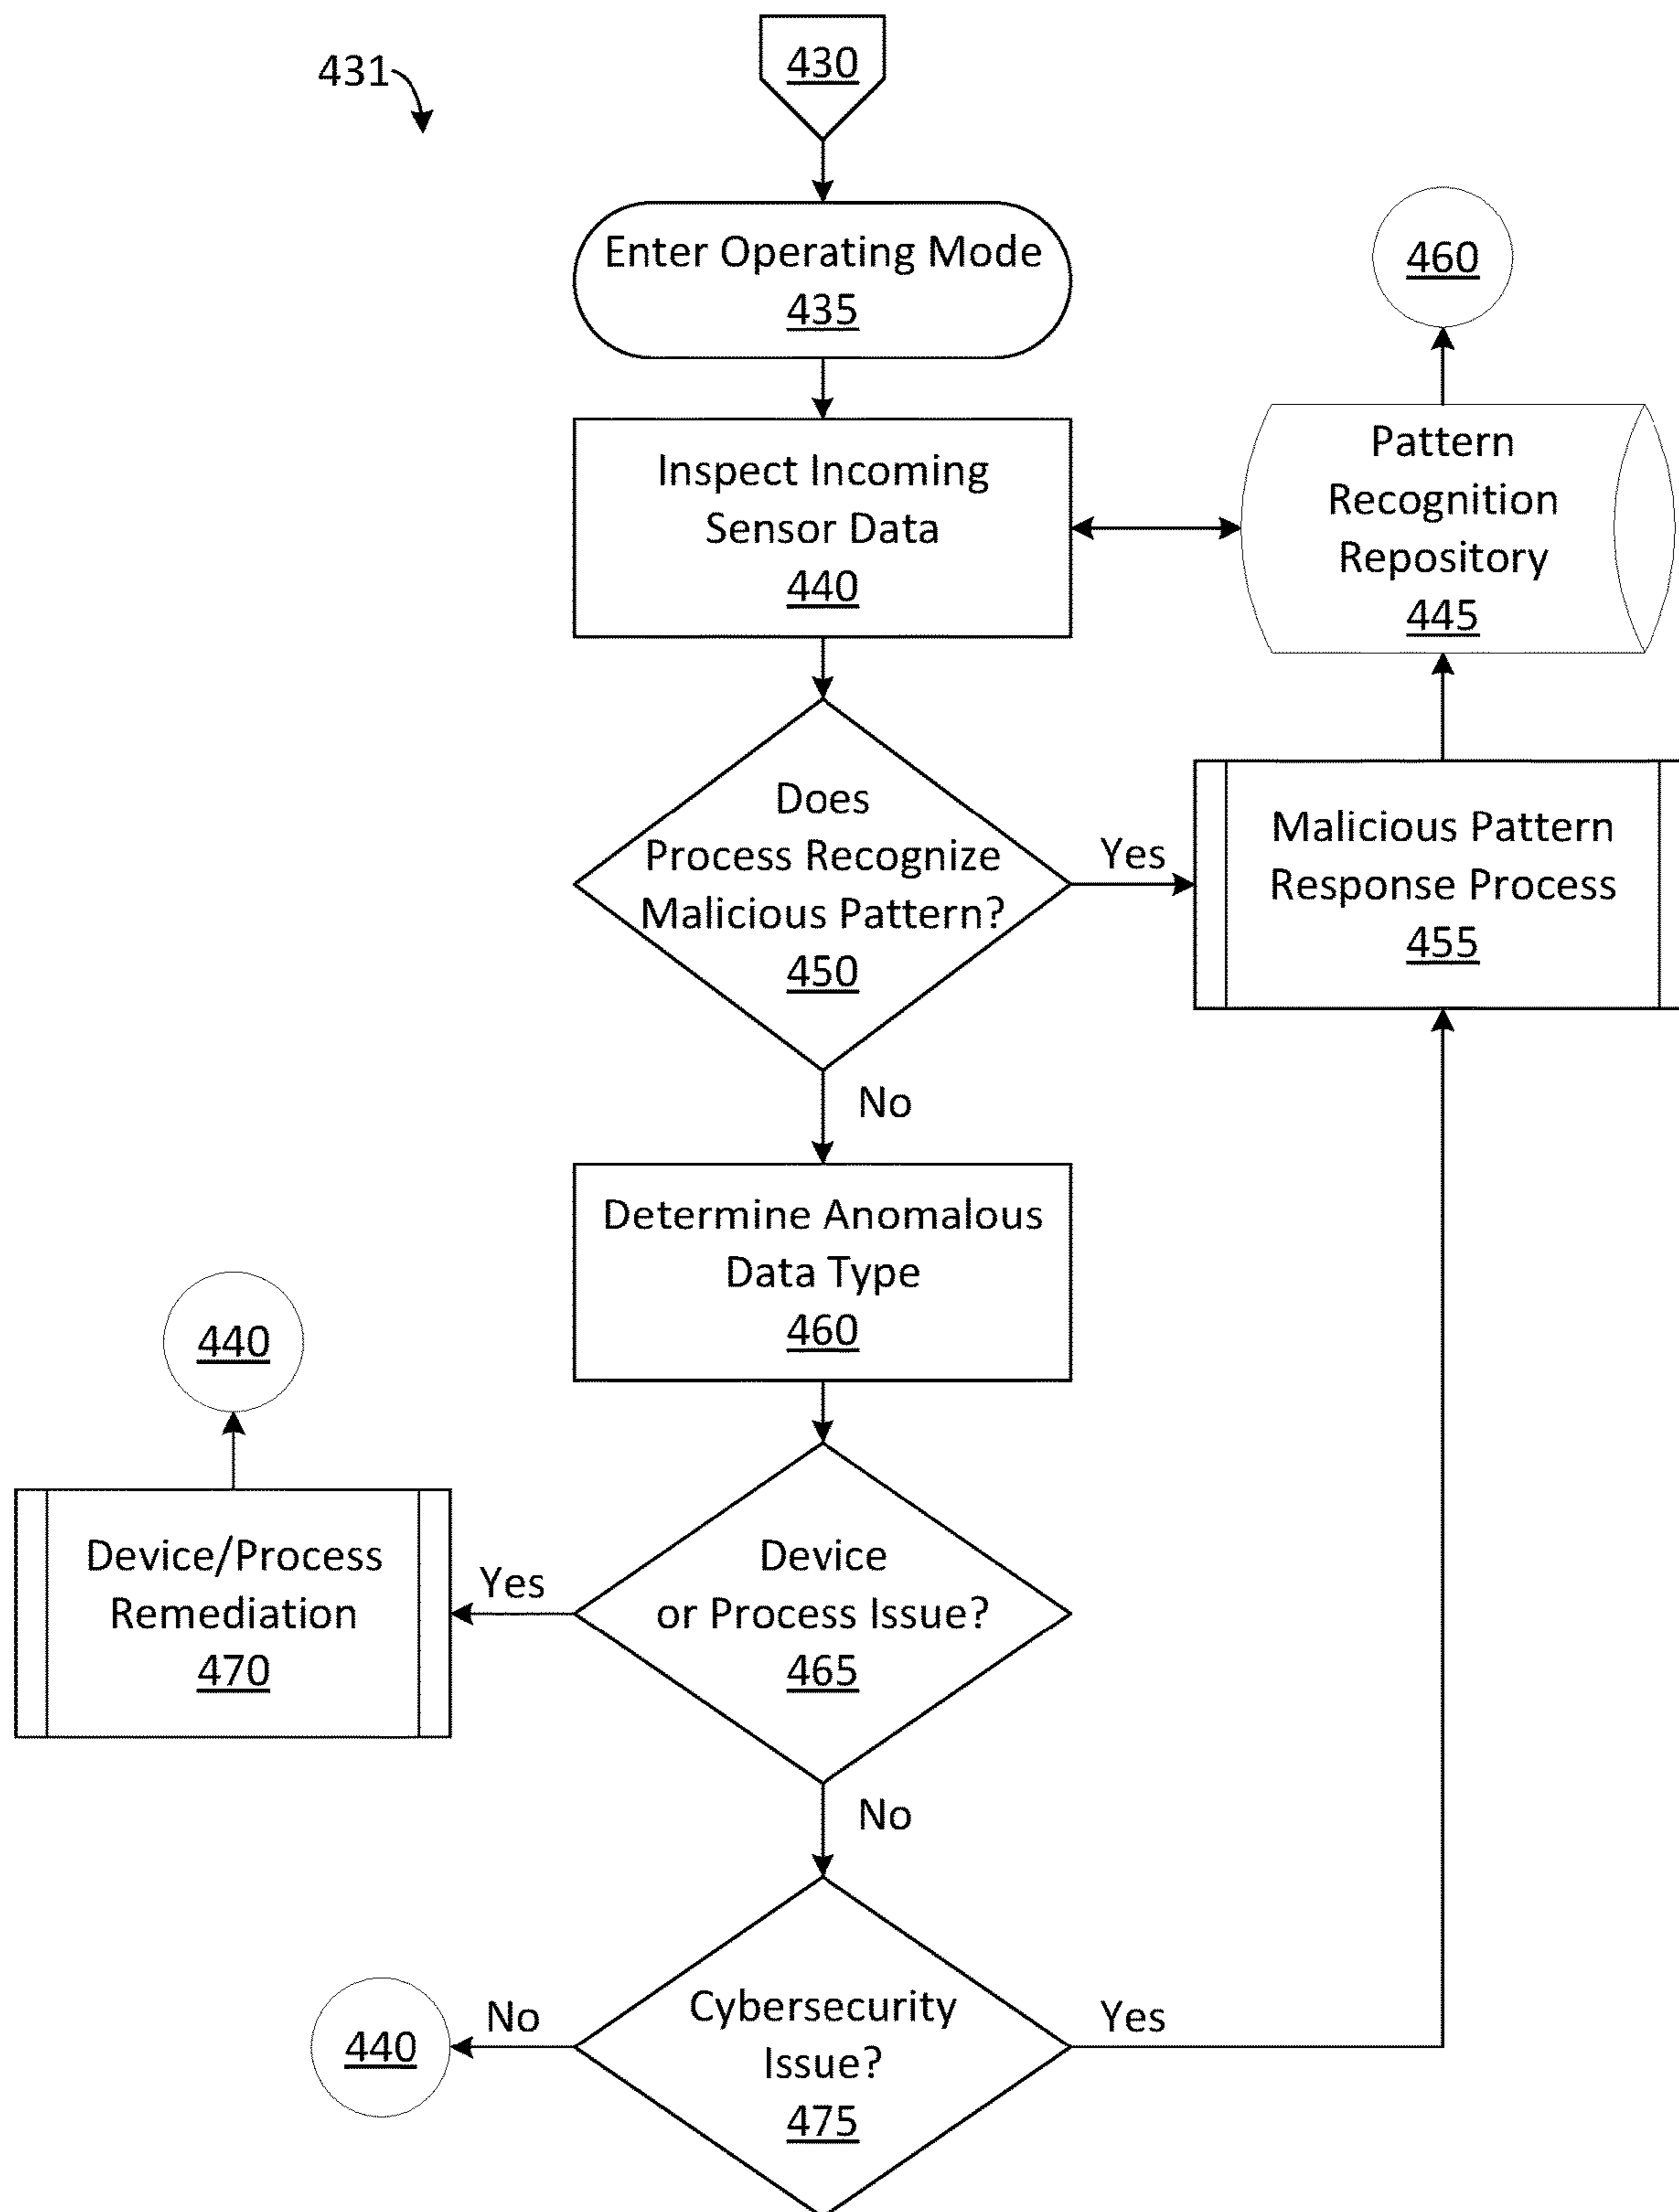 431
430
Enter Operating Mode
435
460
Inspect Incoming
Sensor Data
440
Pattern
Recognition
Repository
445
Does
Process Recognize
Malicious Pattern?
450
Yes
Malicious Pattern
Response Process
455
No
Determine Anomalous
Data Type
460
440
Device/Process
Remediation
470
Yes
Device
or Process Issue?
465
No
440
No
Cybersecurity
Issue?
475
Yes